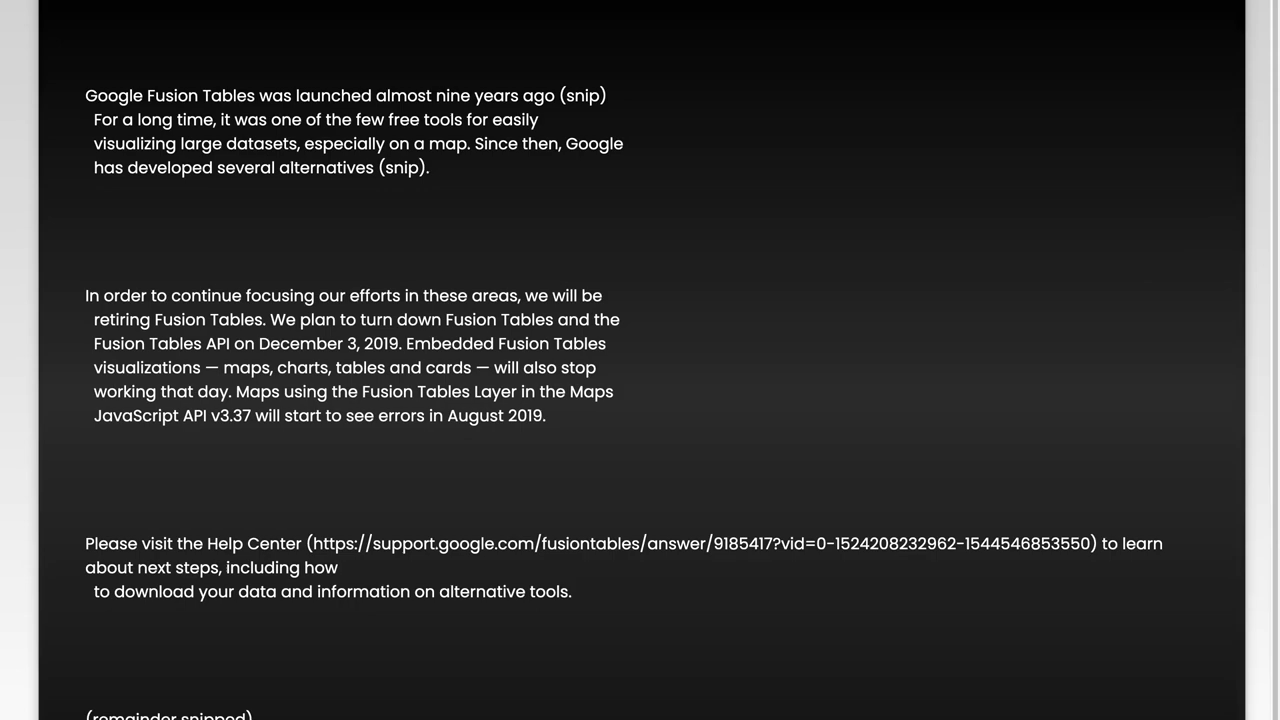 Google Fusion Tables was launched almost nine years ago (snip)
For a long time, it was one of the few free tools for easily
visualizing large datasets, especially on a map. Since then, Google
has developed several alternatives (snip).
In order to continue focusing our efforts in these areas, we will be
retiring Fusion Tables. We plan to turn down Fusion Tables and the
Fusion Tables API on December 3, 2019. Embedded Fusion Tables
visualizations — maps, charts, tables and cards — will also stop
working that day. Maps using the Fusion Tables Layer in the Maps
JavaScript API v3.37 will start to see errors in August 2019.
Please visit the Help Center (https://support.google.com/fusiontables/answer/9185417?vid=0-1524208232962-1544546853550) to learn
about next steps, including how
to download your data and information on alternative tools.
(remainder snipped)